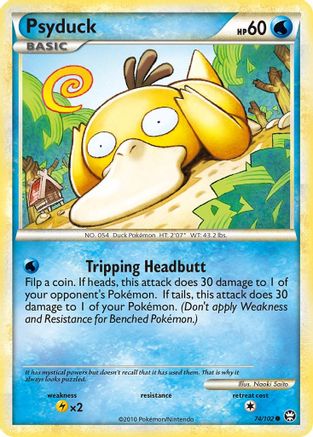 Psyduck HP 60
BASIC
NO. 054 Duck Pokémon HT: 2'07" WT: 43.2 lbs.
Tripping Headbutt
Filp a coin. If heads, this attack does 30 damage to 1 of
your opponent's Pokémon. If tails, this attack does 30
damage to 1 of your Pokémon. (Don't apply Weakness
and Resistance for Benched Pokémon.)
It has mystical powers but doesn't recall that it has used them. That is why it
always looks puzzled.
Illus. Naoki Saito
weakness resistance retreat cost
×2
74/102
©2010 Pokémon/Nintendo